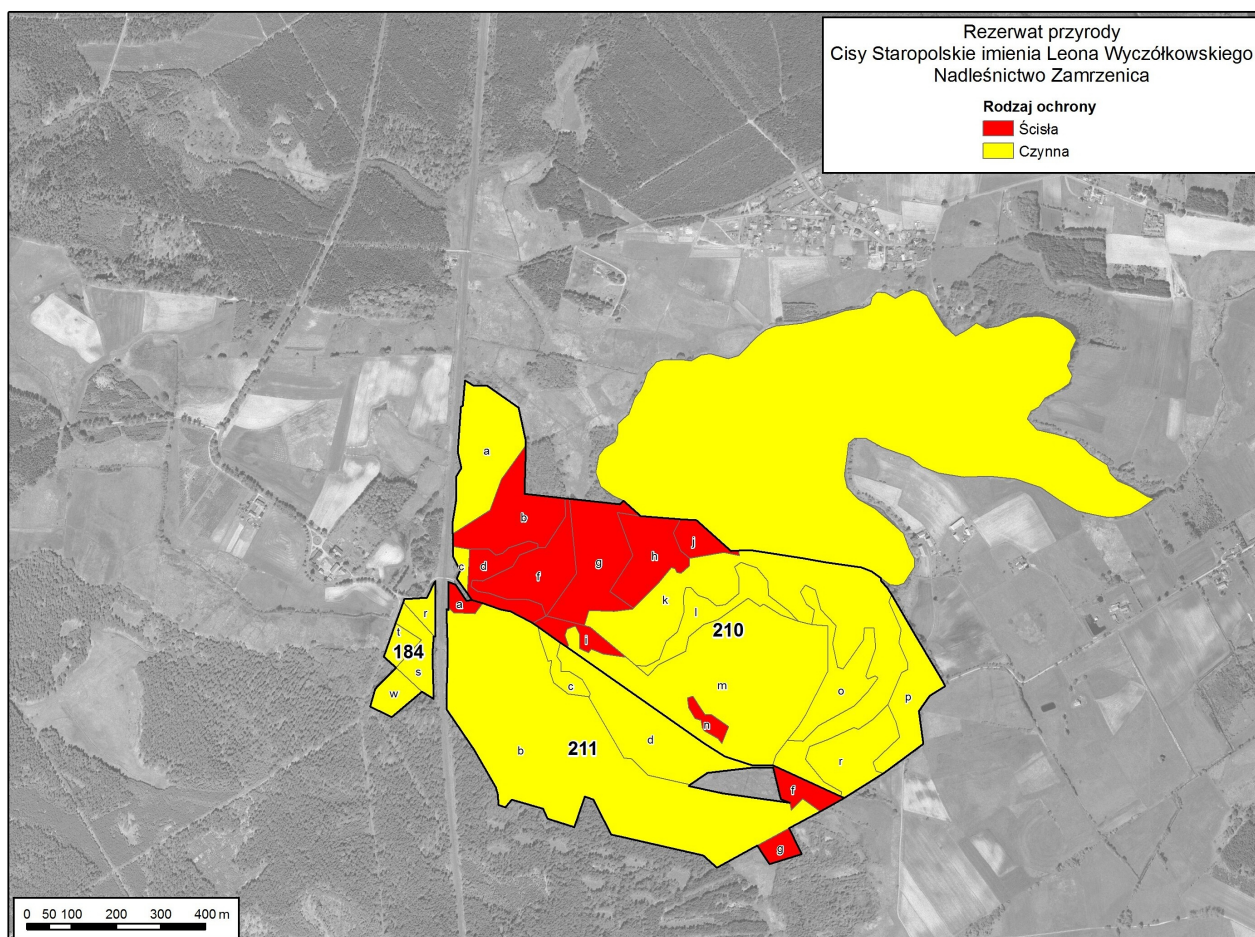 Rezerwat przyrody
Cisy Staropolskie imienia Leona Wyczółkowskiego
Nadleśnictwo Zamrzenica
Rodzaj ochrony
Ścisła
Czynna
a
b
j
h
g
c
d
f
a
k
l
r
i
210
t
184
s
c
m
w
o
p
n
b
211
d
r
f
g
0 50 100 200 300 400 m